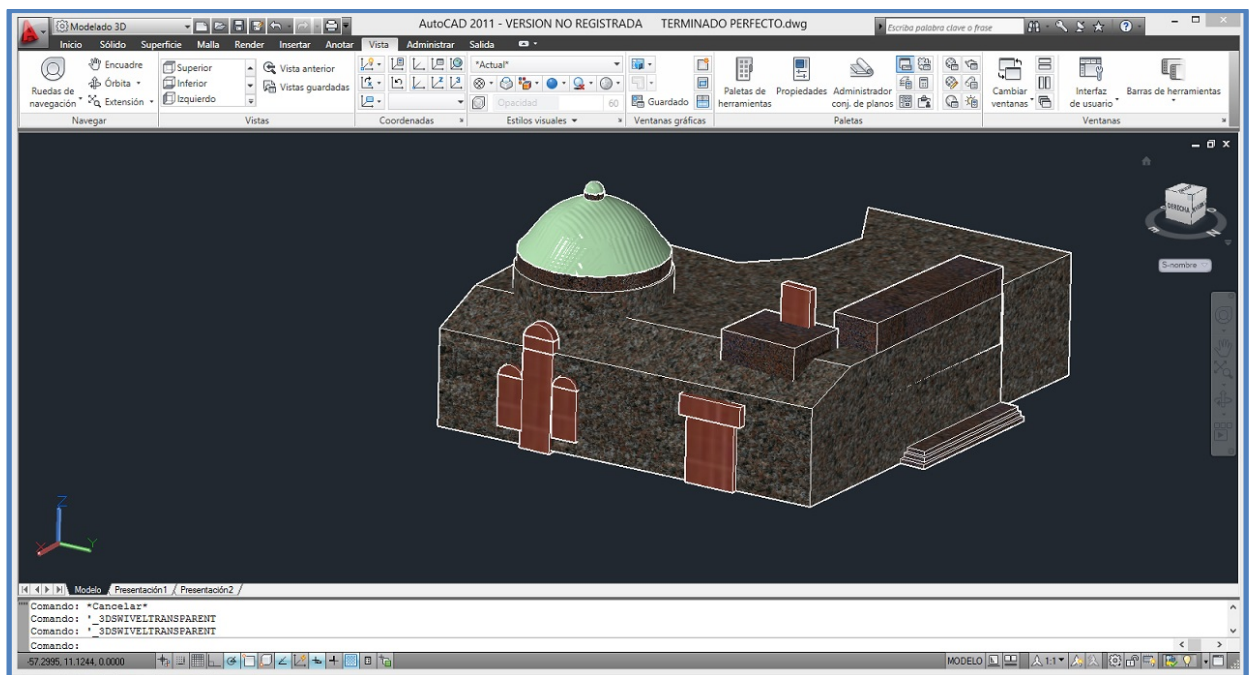 Modelado 3D
AutoCAD 2011 - VERSION NO REGISTRADA TERMINADO PERFECTO.dwg
Escriba palabra clave o frase
Inicio Sólido Superficie Malla Render Insertar Anotar Vista Administrar Salida
Encuadre
Órbita
Extensión
Ruedas de
navegación
Superior
Inferior
Izquierdo
Vista anterior
Vistas guardadas
*Actual*
Opacidad 60
Guardado
Paletas de
herramientas
Propiedades
Administrador
conj. de planos
Cambiar
ventanas
Interfaz
de usuario
Barras de herramientas
Navegar Vistas Coordenadas Estilos visuales Ventanas gráficas Paletas Ventanas
DERECHA
S-nombre
Z
X Y
Modelo Presentación1 Presentación2
Comando: *Cancelar*
Comando: '_3DSWIVELTRANSPARENT
Comando: '_3DSWIVELTRANSPARENT
Comando:
-57.2995, 11.1244, 0.0000 MODELO 1:1